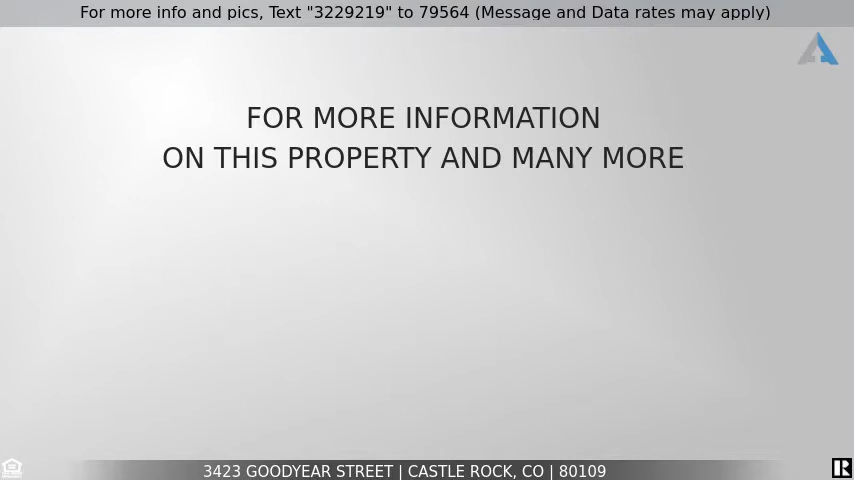 For more info and pics, Text "3229219" to 79564 (Message and Data rates may apply)
FOR MORE INFORMATION
ON THIS PROPERTY AND MANY MORE
3423 GOODYEAR STREET | CASTLE ROCK, CO | 80109